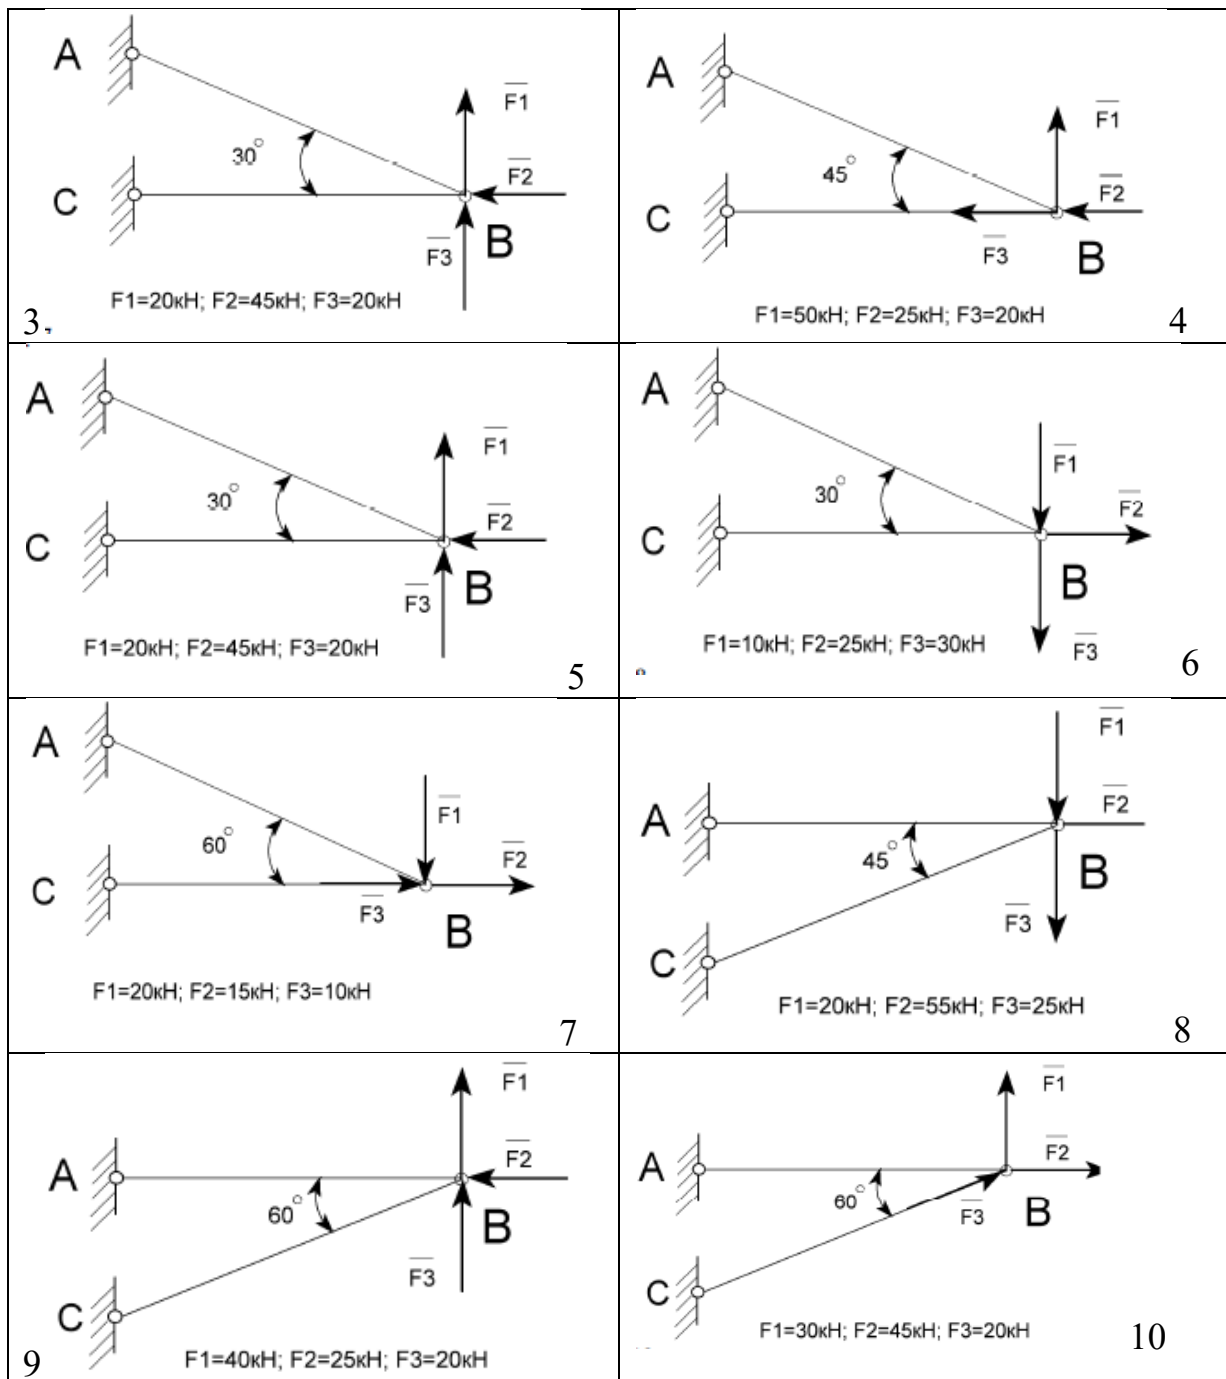 A
F1
30°
F2
C
F3
B
F1=20кН; F2=45кН; F3=20кН
3
A
F1
45°
F2
C
F3
B
F1=50кН; F2=25кН; F3=20кН
4
A
F1
30°
F2
C
F3
B
F1=20кН; F2=45кН; F3=20кН
5
A
F1
30°
F2
C
B
F1=10кН; F2=25кН; F3=30кН
F3
6
A
F1
60°
F2
C
F3
B
F1=20кН; F2=15кН; F3=10кН
7
F1
A
F2
45°
B
F3
C
F1=20кН; F2=55кН; F3=25кН
8
F1
A
F2
60°
B
F3
C
F1=40кН; F2=25кН; F3=20кН
9
F1
A
F2
60°
F3
B
C
F1=30кН; F2=45кН; F3=20кН
10